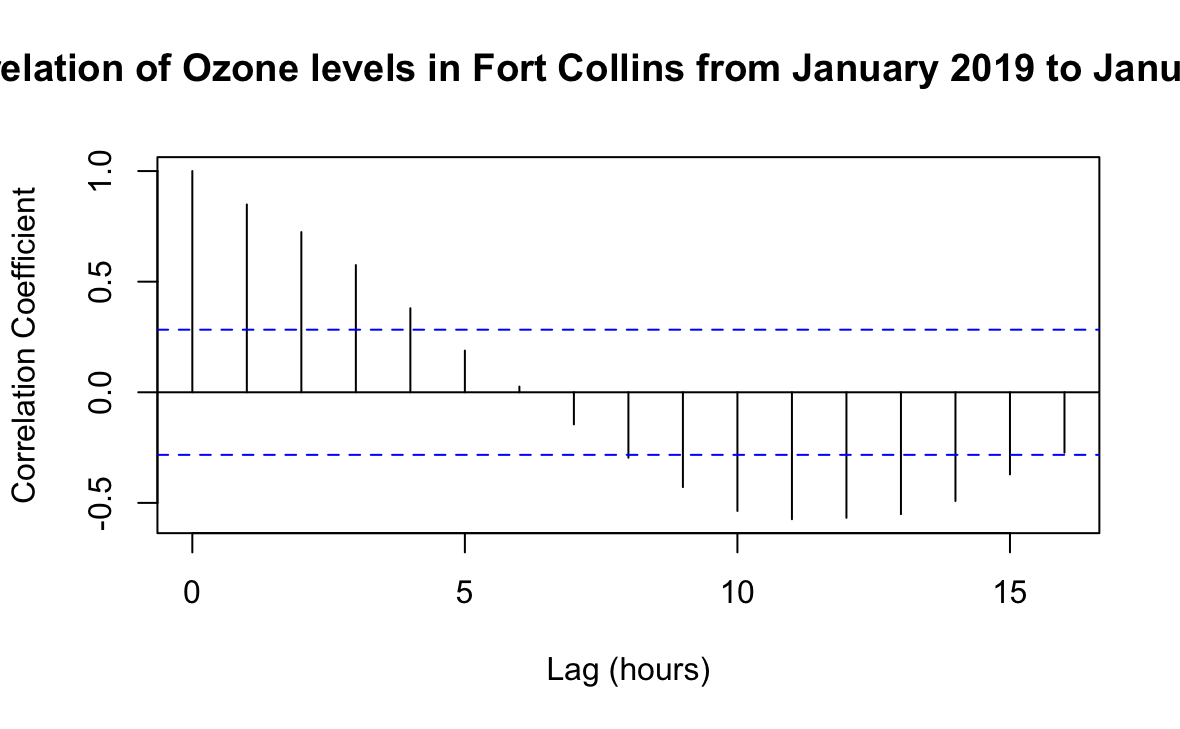 relation of Ozone levels in Fort Collins from January 2019 to Janu
Correlation Coefficient
1.0
0.5
0.0
-0.5
0 5 10 15
Lag (hours)